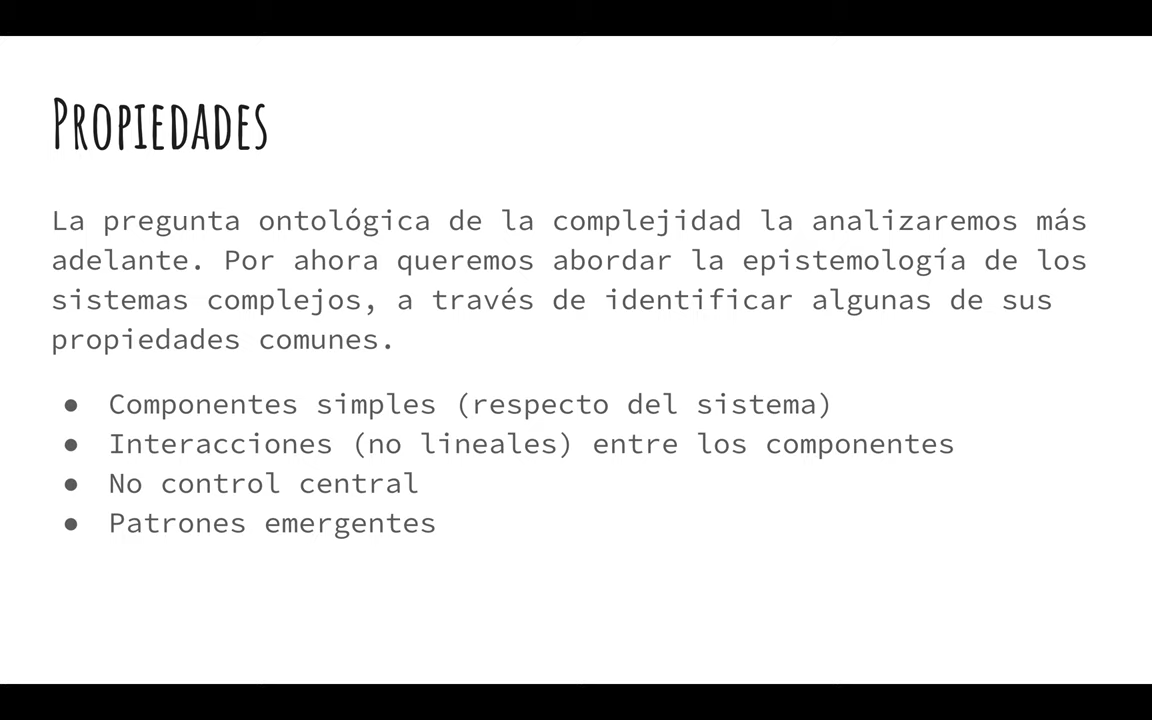 Propiedades
La pregunta ontológica de la complejidad la analizaremos más
adelante. Por ahora queremos abordar la epistemología de los
sistemas complejos, a través de identificar algunas de sus
propiedades comunes.
● Componentes simples (respecto del sistema)
● Interacciones (no lineales) entre los componentes
● No control central
● Patrones emergentes